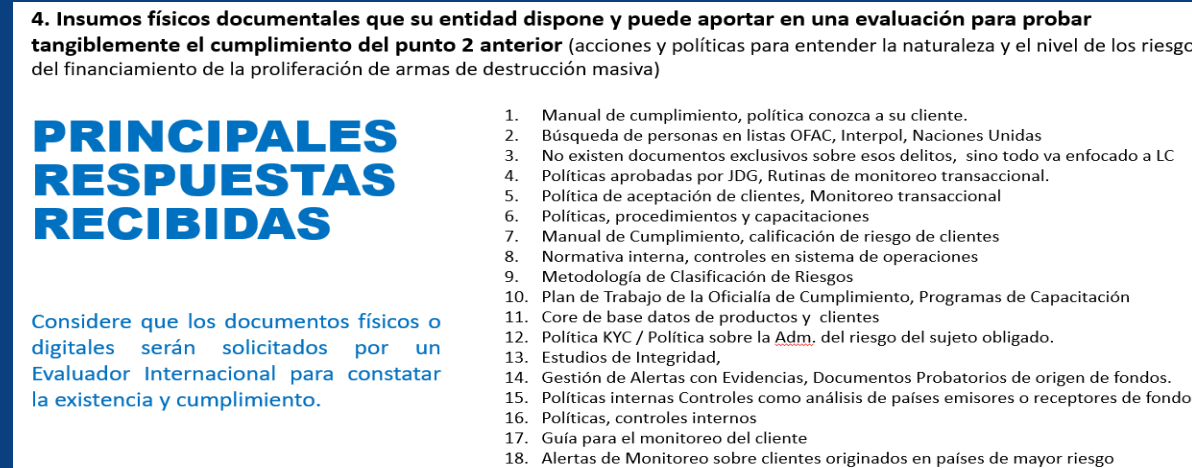 4. Insumos físicos documentales que su entidad dispone y puede aportar en una evaluación para probar
tangiblemente el cumplimiento del punto 2 anterior (acciones y políticas para entender la naturaleza y el nivel de los riesgo
del financiamiento de la proliferación de armas de destrucción masiva)
PRINCIPALES
RESPUESTAS
RECIBIDAS
Considere que los documentos físicos o
digitales serán solicitados por un
Evaluador Internacional para constatar
la existencia y cumplimiento.
1. Manual de cumplimiento, política conozca a su cliente.
2. Búsqueda de personas en listas OFAC, Interpol, Naciones Unidas
3. No existen documentos exclusivos sobre esos delitos, sino todo va enfocado a LC
4. Políticas aprobadas por JDG, Rutinas de monitoreo transaccional.
5. Política de aceptación de clientes, Monitoreo transaccional
6. Políticas, procedimientos y capacitaciones
7. Manual de Cumplimiento, calificación de riesgo de clientes
8. Normativa interna, controles en sistema de operaciones
9. Metodología de Clasificación de Riesgos
10. Plan de Trabajo de la Oficialía de Cumplimiento, Programas de Capacitación
11. Core de base datos de productos y clientes
12. Política KYC / Política sobre la Adm. del riesgo del sujeto obligado.
13. Estudios de Integridad,
14. Gestión de Alertas con Evidencias, Documentos Probatorios de origen de fondos.
15. Políticas internas Controles como análisis de países emisores o receptores de fondo
16. Políticas, controles internos
17. Guía para el monitoreo del cliente
18. Alertas de Monitoreo sobre clientes originados en países de mayor riesgo